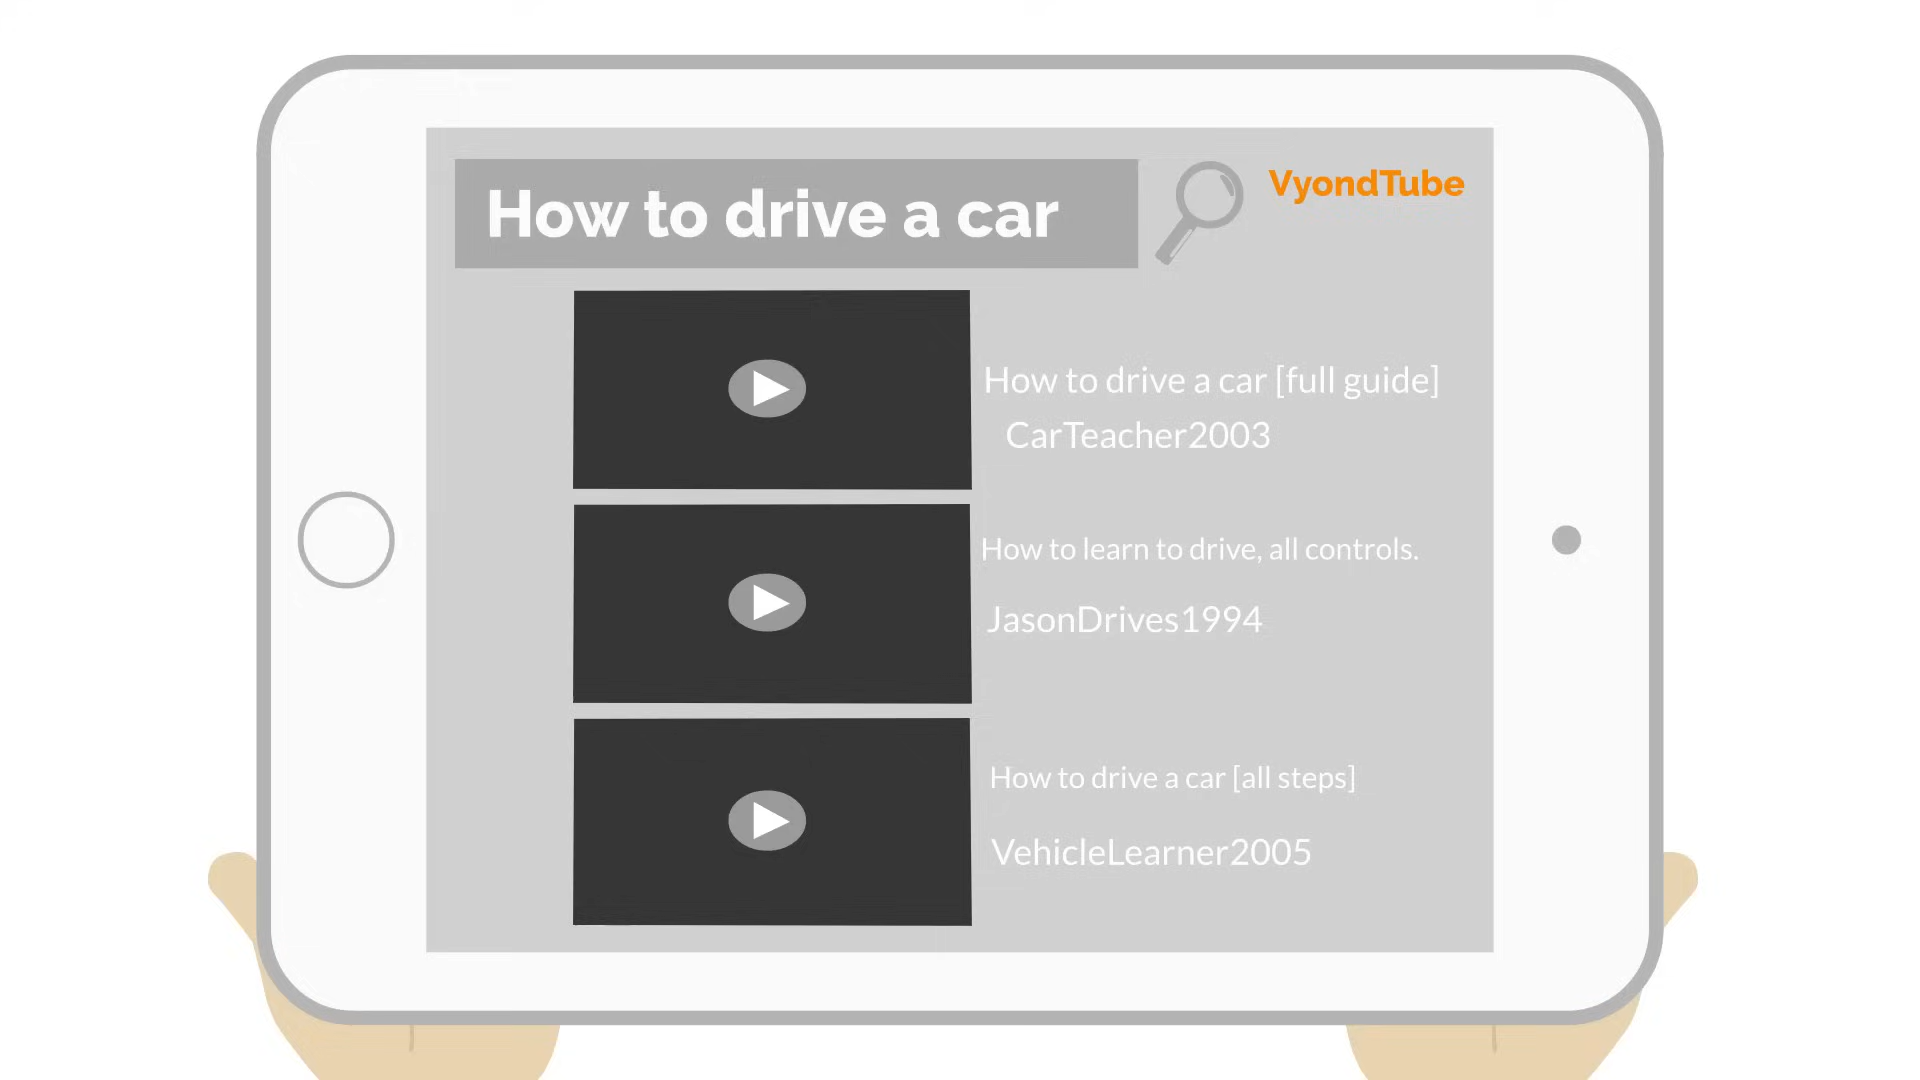 How to drive a car
VyondTube
How to drive a car [full guide]
CarTeacher2003
How to learn to drive, all controls.
JasonDrives1994
How to drive a car [all steps]
VehicleLearner2005